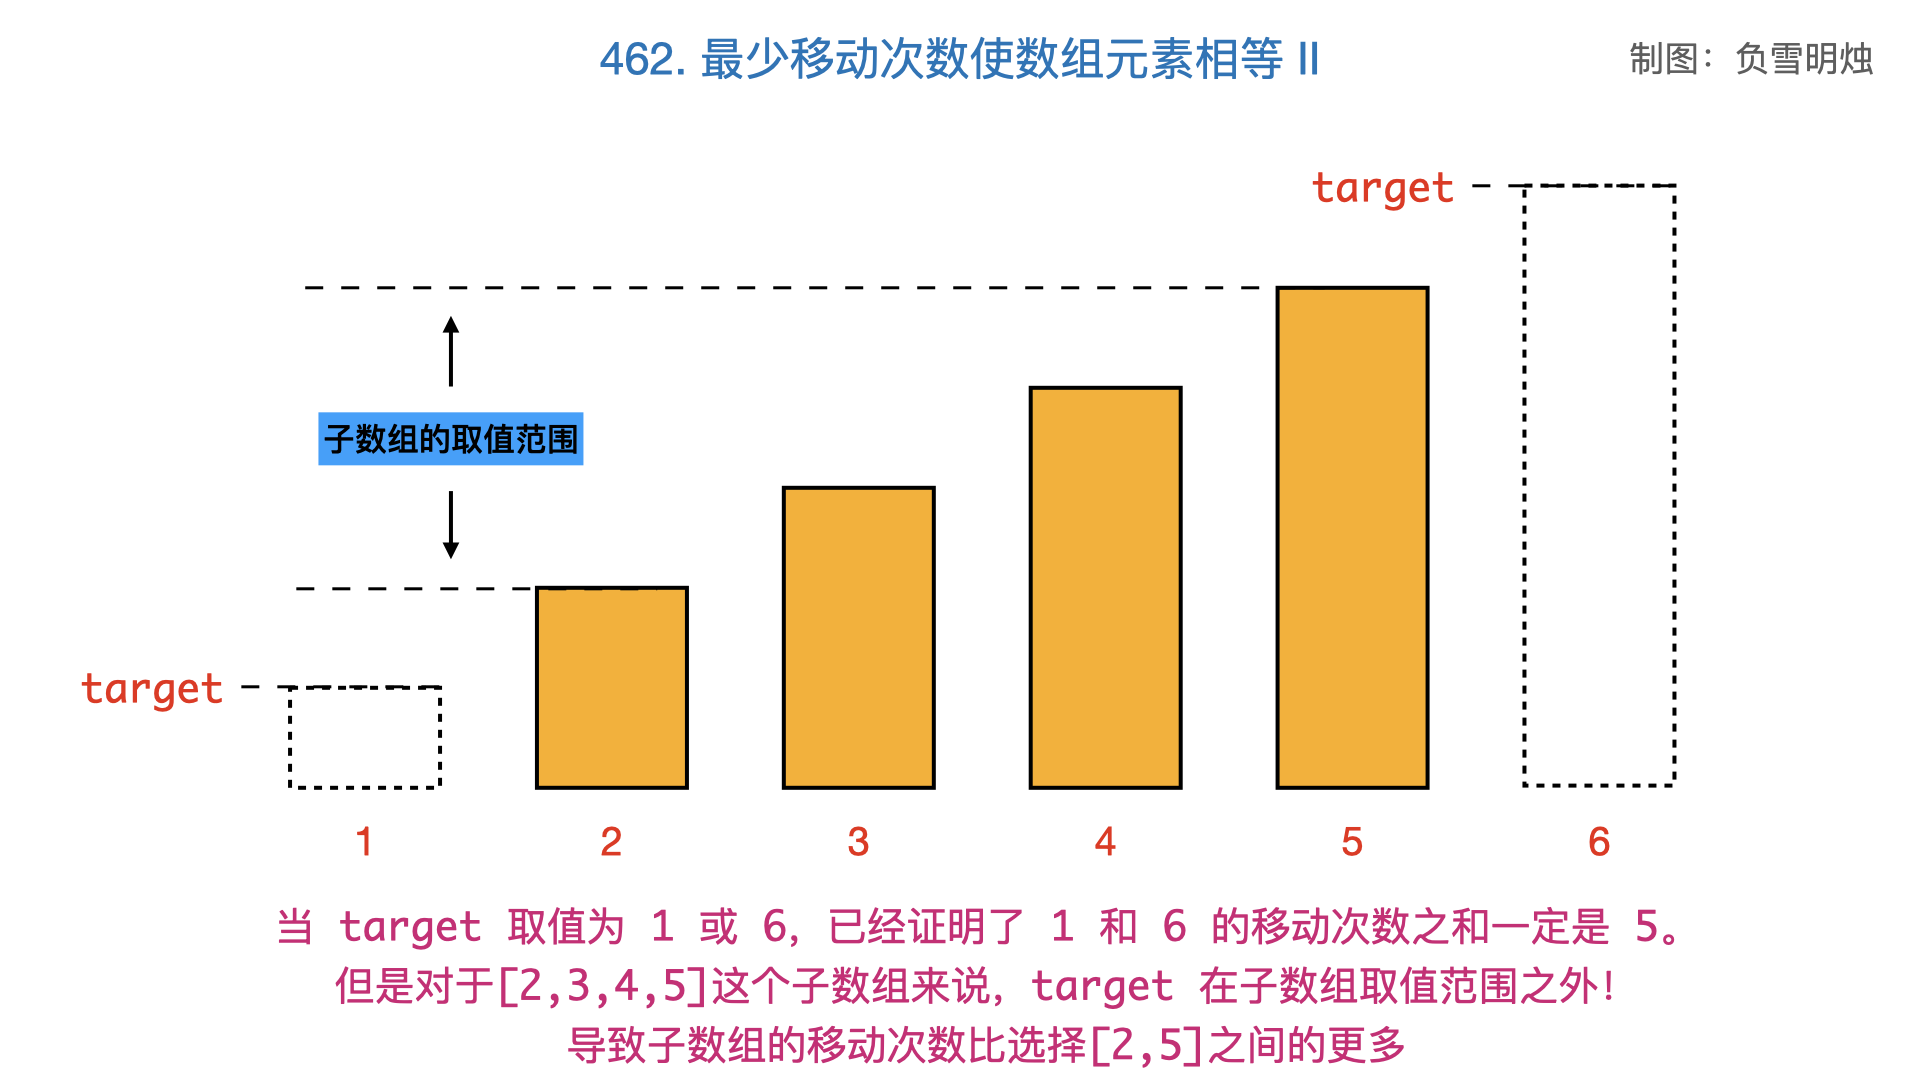 462. 最少移动次数使数组元素相等 II
制图：负雪明烛
target
子数组的取值范围
target
1 2 3 4 5 6
当 target 取值为 1 或 6，已经证明了 1 和 6 的移动次数之和一定是 5。
但是对于[2,3,4,5]这个子数组来说，target 在子数组取值范围之外！
导致子数组的移动次数比选择[2,5]之间的更多